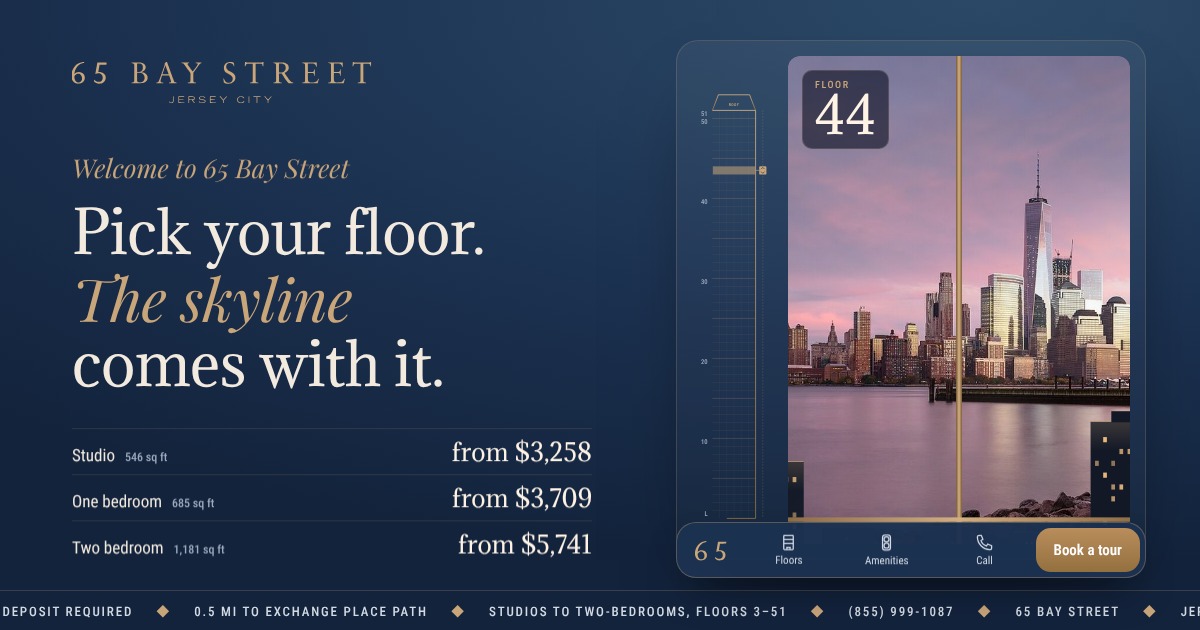 65 BAY STREET
JERSEY CITY
Welcome to 65 Bay Street
Pick your floor.
The skyline
comes with it.
Studio 546 sq ft from $3,258
One bedroom 685 sq ft from $3,709
Two bedroom 1,181 sq ft from $5,741
ROOF
51
50
40
30
20
10
L
FLOOR
44
65
Floors
Amenities
Call
Book a tour
DEPOSIT REQUIRED ◆ 0.5 MI TO EXCHANGE PLACE PATH ◆ STUDIOS TO TWO-BEDROOMS, FLOORS 3–51 ◆ (855) 999-1087 ◆ 65 BAY STREET ◆ JER